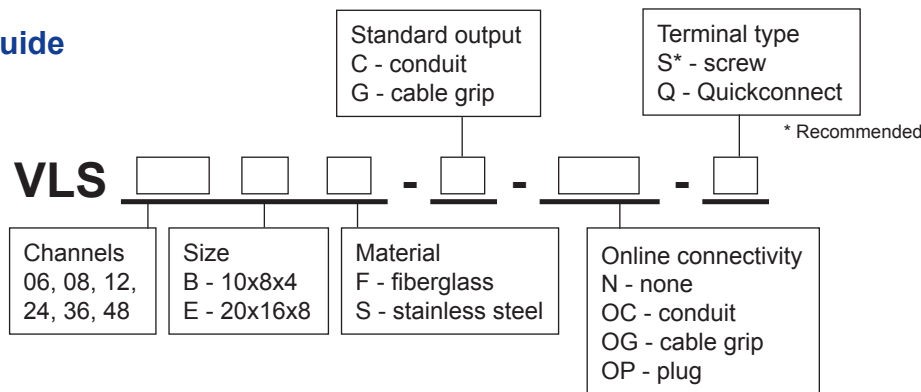 uide
Standard output
C - conduit
G - cable grip
Terminal type
S* - screw
Q - Quickconnect
* Recommended
VLS - - -
Channels
06, 08, 12,
24, 36, 48
Size
B - 10x8x4
E - 20x16x8
Material
F - fiberglass
S - stainless steel
Online connectivity
N - none
OC - conduit
OG - cable grip
OP - plug